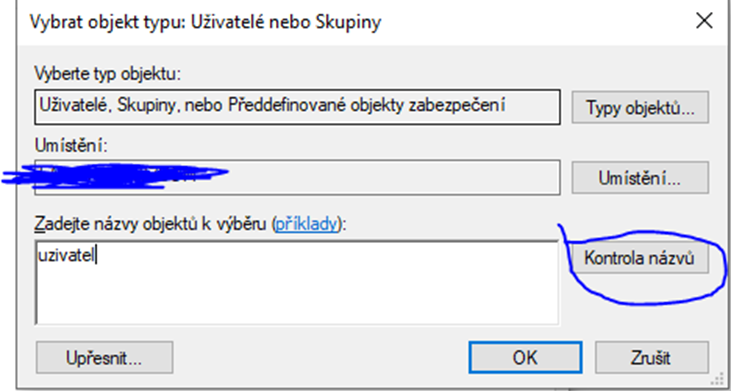 Vybrat objekt typu: Uživatelé nebo Skupiny
Vyberte typ objektu:
Uživatelé, Skupiny, nebo Předdefinované objekty zabezpečení
Typy objektů...
Umístění:
Umístění...
Zadejte názvy objektů k výběru (příklady):
uzivatel
Kontrola názvů
Upřesnit...
OK
Zrušit